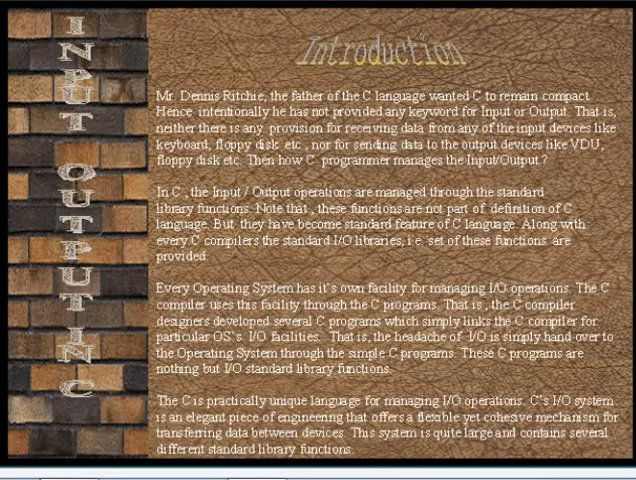 INPUT OUTPUT IN C
Introduction
Mr. Dennis Ritchie, the father of the C language wanted C to remain compact.
Hence intentionally he has not provided any keyword for Input or Output. That is,
neither there is any provision for receiving data from any of the input devices like
keyboard, floppy disk etc , nor for sending data to the output devices like VDU,
floppy disk etc. Then how C programmer manages the Input/Output ?
In C , the Input / Output operations are managed through the standard
library functions. Note that , these functions are not part of definition of C
language. But they have become standard feature of C language. Along with
every C compilers the standard I/O libraries, i.e. set of these functions are
provided.
Every Operating System has it's own facility for managing I/O operations. The C
compiler uses this facility through the C programs. That is , the C compiler
designers developed several C programs which simply links the C compiler for
particular OS's I/O facilities. That is, the headache of I/O is simply hand over to
the Operating System through the simple C programs. These C programs are
nothing but I/O standard library functions.
The C is practically unique language for managing I/O operations. C's I/O system
is an elegant piece of engineering that offers a flexible yet cohesive mechanism for
transferring data between devices. This system is quite large and contains several
different standard library functions.